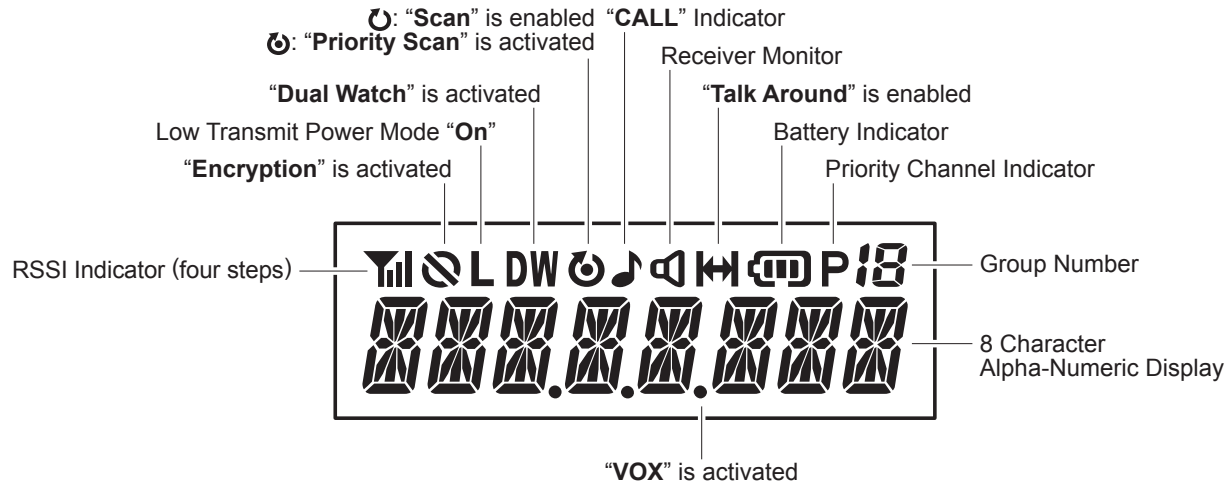 : “Scan” is enabled “CALL” Indicator
: “Priority Scan” is activated
Receiver Monitor
“Dual Watch” is activated
“Talk Around” is enabled
Low Transmit Power Mode “On”
Battery Indicator
“Encryption” is activated
Priority Channel Indicator
RSSI Indicator (four steps)
L DW P 18
Group Number
8 Character
Alpha-Numeric Display
“VOX” is activated